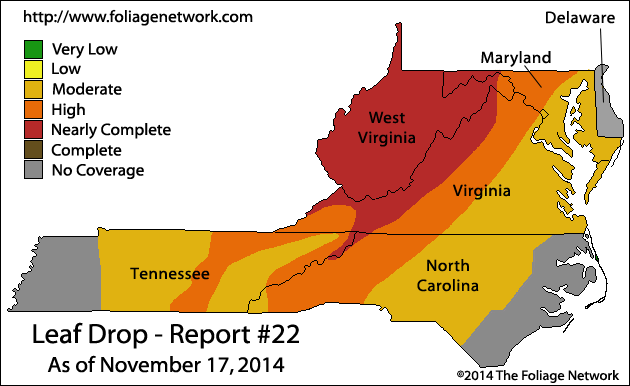 http://www.foliagenetwork.com
Delaware
Very Low
Low
Moderate
High
Nearly Complete
Complete
No Coverage
Maryland
West
Virginia
Virginia
Tennessee
North
Carolina
Leaf Drop - Report #22
As of November 17, 2014
©2014 The Foliage Network